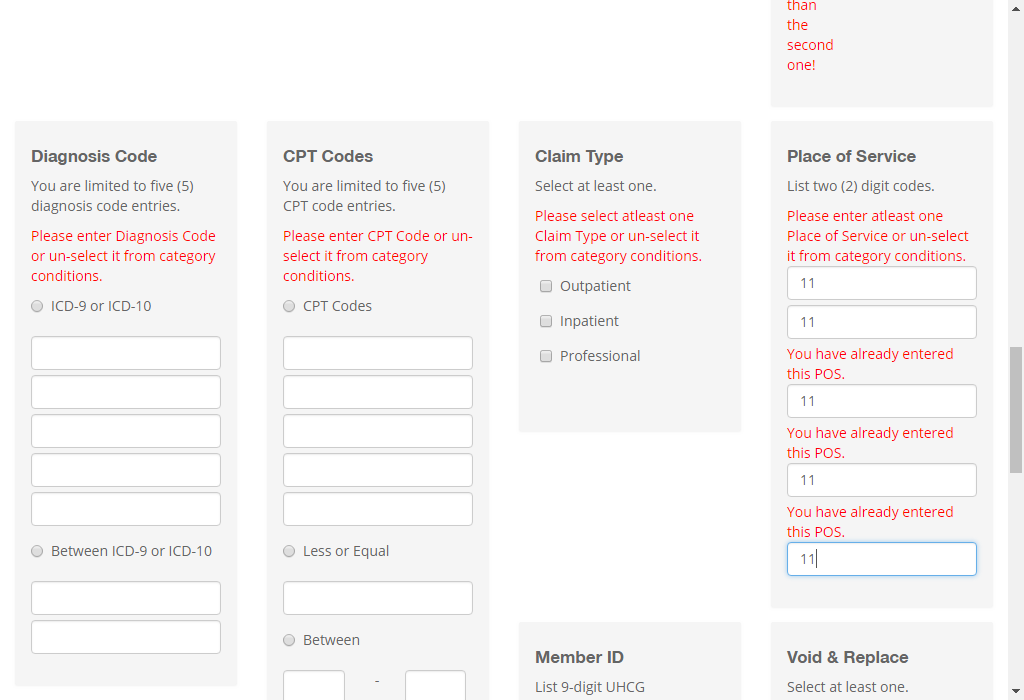 than
the
second
one!
Diagnosis Code
You are limited to five (5)
diagnosis code entries.
Please enter Diagnosis Code
or un-select it from category
conditions.
ICD-9 or ICD-10
Between ICD-9 or ICD-10
CPT Codes
You are limited to five (5)
CPT code entries.
Please enter CPT Code or un-
select it from category
conditions.
CPT Codes
Less or Equal
Between
-
Claim Type
Select at least one.
Please select atleast one
Claim Type or un-select it
from category conditions.
Outpatient
Inpatient
Professional
Place of Service
List two (2) digit codes.
Please enter atleast one
Place of Service or un-select
it from category conditions.
11
11
You have already entered
this POS.
11
You have already entered
this POS.
11
You have already entered
this POS.
11
Member ID
List 9-digit UHCG
Void & Replace
Select at least one.